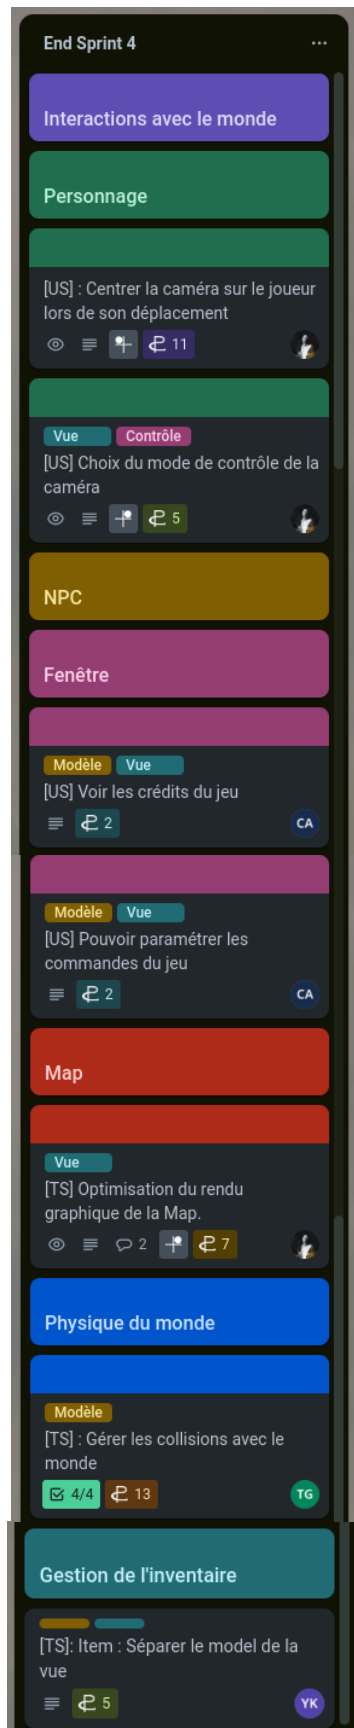 End Sprint 4
Interactions avec le monde
Personnage
[US] : Centrer la caméra sur le joueur
lors de son déplacement
11
Vue Contrôle
[US] Choix du mode de contrôle de la
caméra
5
NPC
Fenêtre
Modèle Vue
[US] Voir les crédits du jeu
2 CA
Modèle Vue
[US] Pouvoir paramétrer les
commandes du jeu
2 CA
Map
Vue
[TS] Optimisation du rendu
graphique de la Map.
2 7
Physique du monde
Modèle
[TS] : Gérer les collisions avec le
monde
4/4 13 TG
Gestion de l'inventaire
[TS]: Item : Séparer le model de la
vue
5 YK